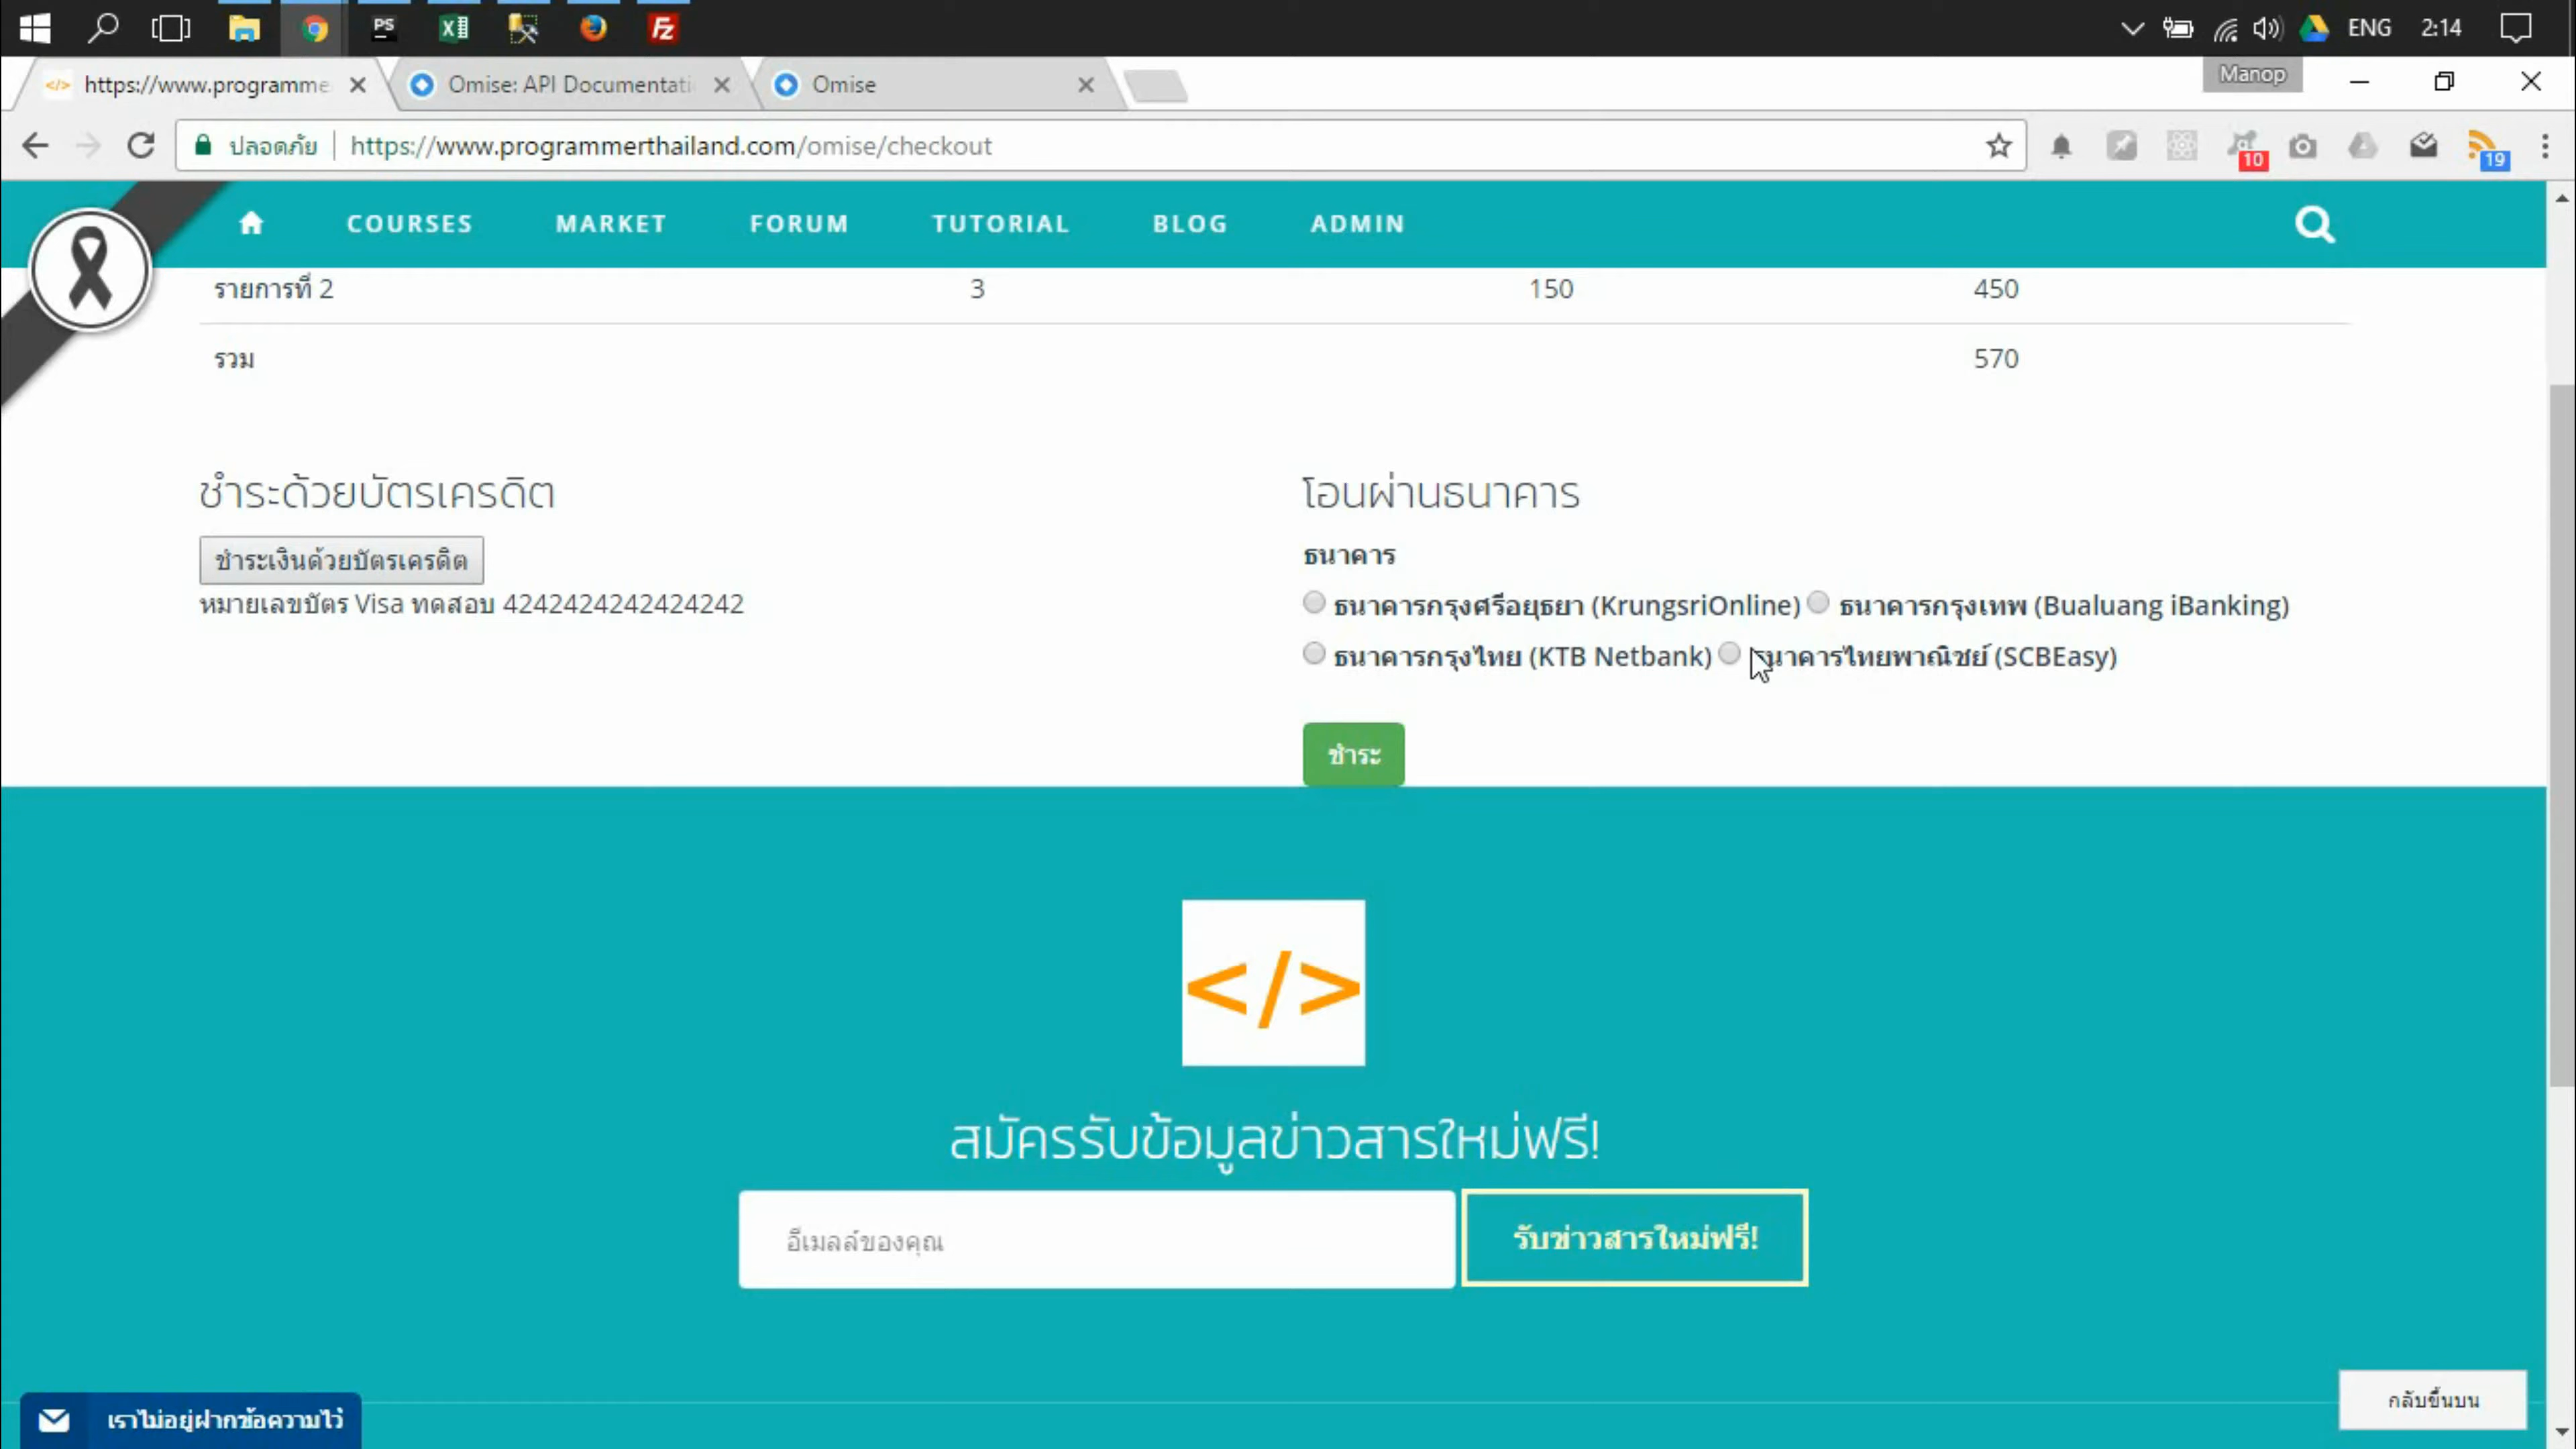 ENG 2:14
https://www.programme
Omise: API Documentati
Omise
Manop
ปลอดภัย https://www.programmerthailand.com/omise/checkout
10
19
COURSES MARKET FORUM TUTORIAL BLOG ADMIN
รายการที่ 2 3 150 450
รวม 570
ชำระด้วยบัตรเครดิต
ชำระเงินด้วยบัตรเครดิต
หมายเลขบัตร Visa ทดสอบ 4242424242424242
โอนผ่านธนาคาร
ธนาคาร
ธนาคารกรุงศรีอยุธยา (KrungsriOnline) ธนาคารกรุงเทพ (Bualuang iBanking)
ธนาคารกรุงไทย (KTB Netbank) ธนาคารไทยพาณิชย์ (SCBEasy)
ชำระ
</>
สมัครรับข้อมูลข่าวสารใหม่ฟรี!
อีเมลล์ของคุณ
รับข่าวสารใหม่ฟรี!
เราไม่อยู่ฝากข้อความไว้
กลับขึ้นบน